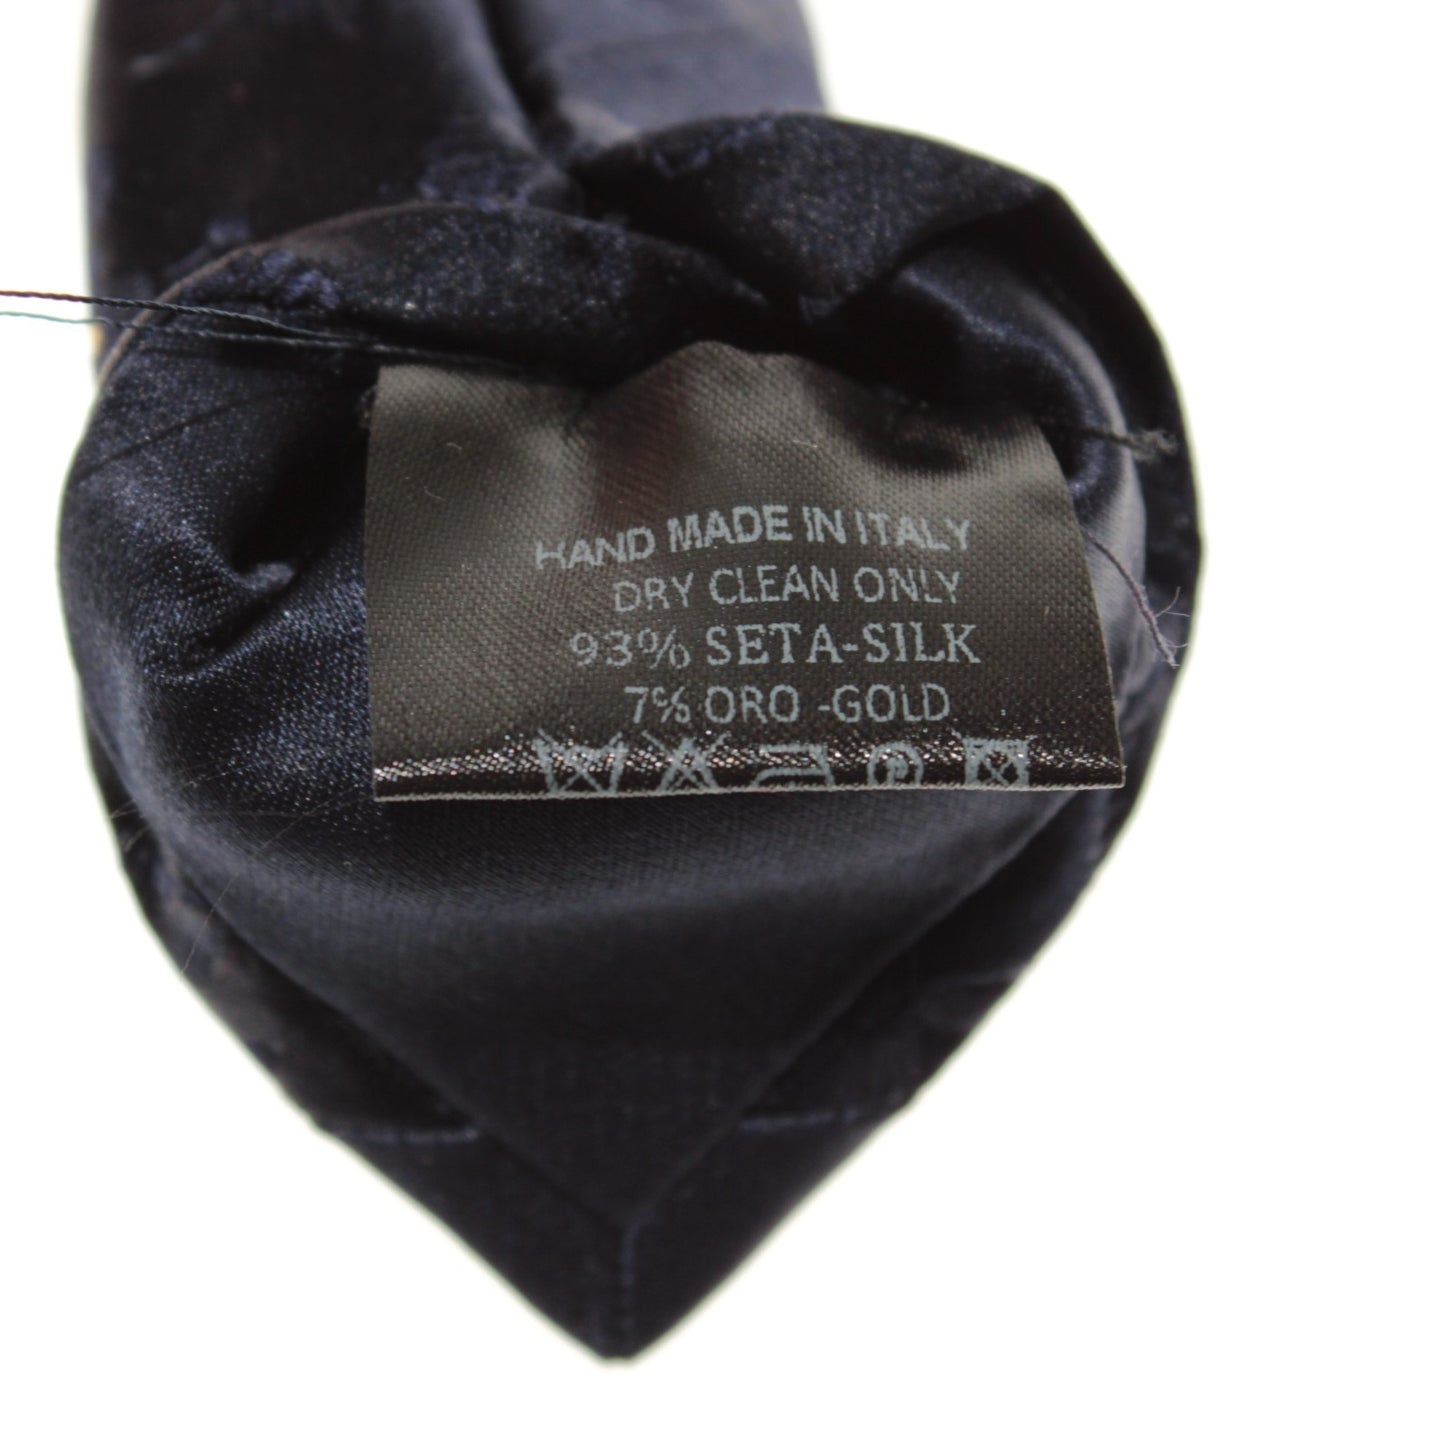 HAND MADE IN ITALY
DRY CLEAN ONLY
93% SETA-SILK
7% ORO -GOLD